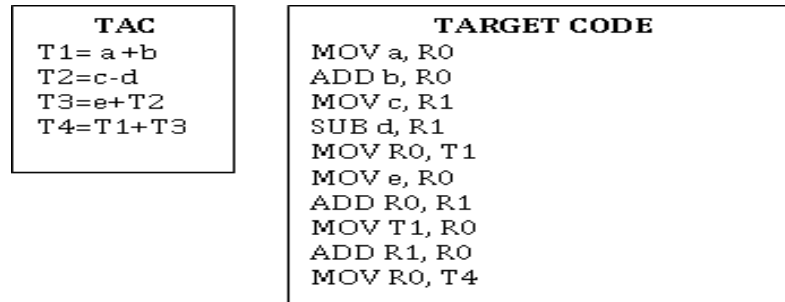 TAC
T1= a +b
T2=c-d
T3=e+T2
T4=T1+T3
TARGET CODE
MOV a, R0
ADD b, R0
MOV c, R1
SUB d, R1
MOV R0, T1
MOV e, R0
ADD R0, R1
MOV T1, R0
ADD R1, R0
MOV R0, T4